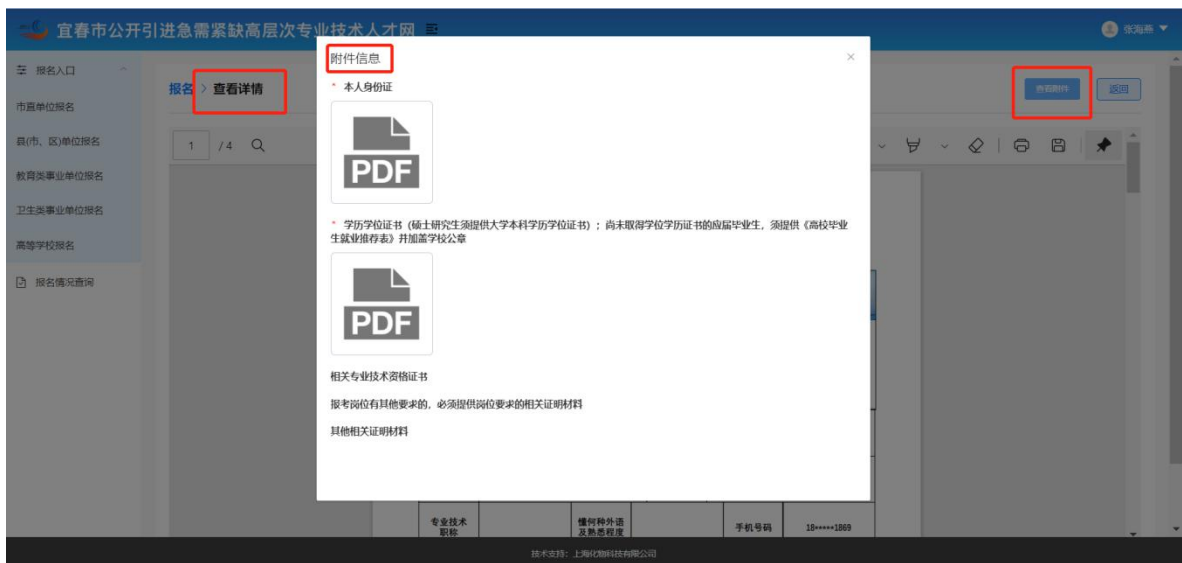 宜春市公开引进急需紧缺高层次专业技术人才网
张海燕
报名入口
市直单位报名
县(市、区)单位报名
教育类事业单位报名
卫生类事业单位报名
高等学校报名
报名情况查询
报名 > 查看详情
查看附件
返回
1 / 4
附件信息
* 本人身份证
PDF
* 学历学位证书 (硕士研究生须提供大学本科学历学位证书) ; 尚未取得学位学历证书的应届毕业生, 须提供《高校毕业
生就业推荐表》并加盖学校公章
PDF
相关专业技术资格证书
报考岗位有其他要求的, 必须提供岗位要求的相关证明材料
其他相关证明材料
专业技术
职称
懂何种外语
及熟悉程度
手机号码
18*****1869
技术支持: 上海化物科技有限公司